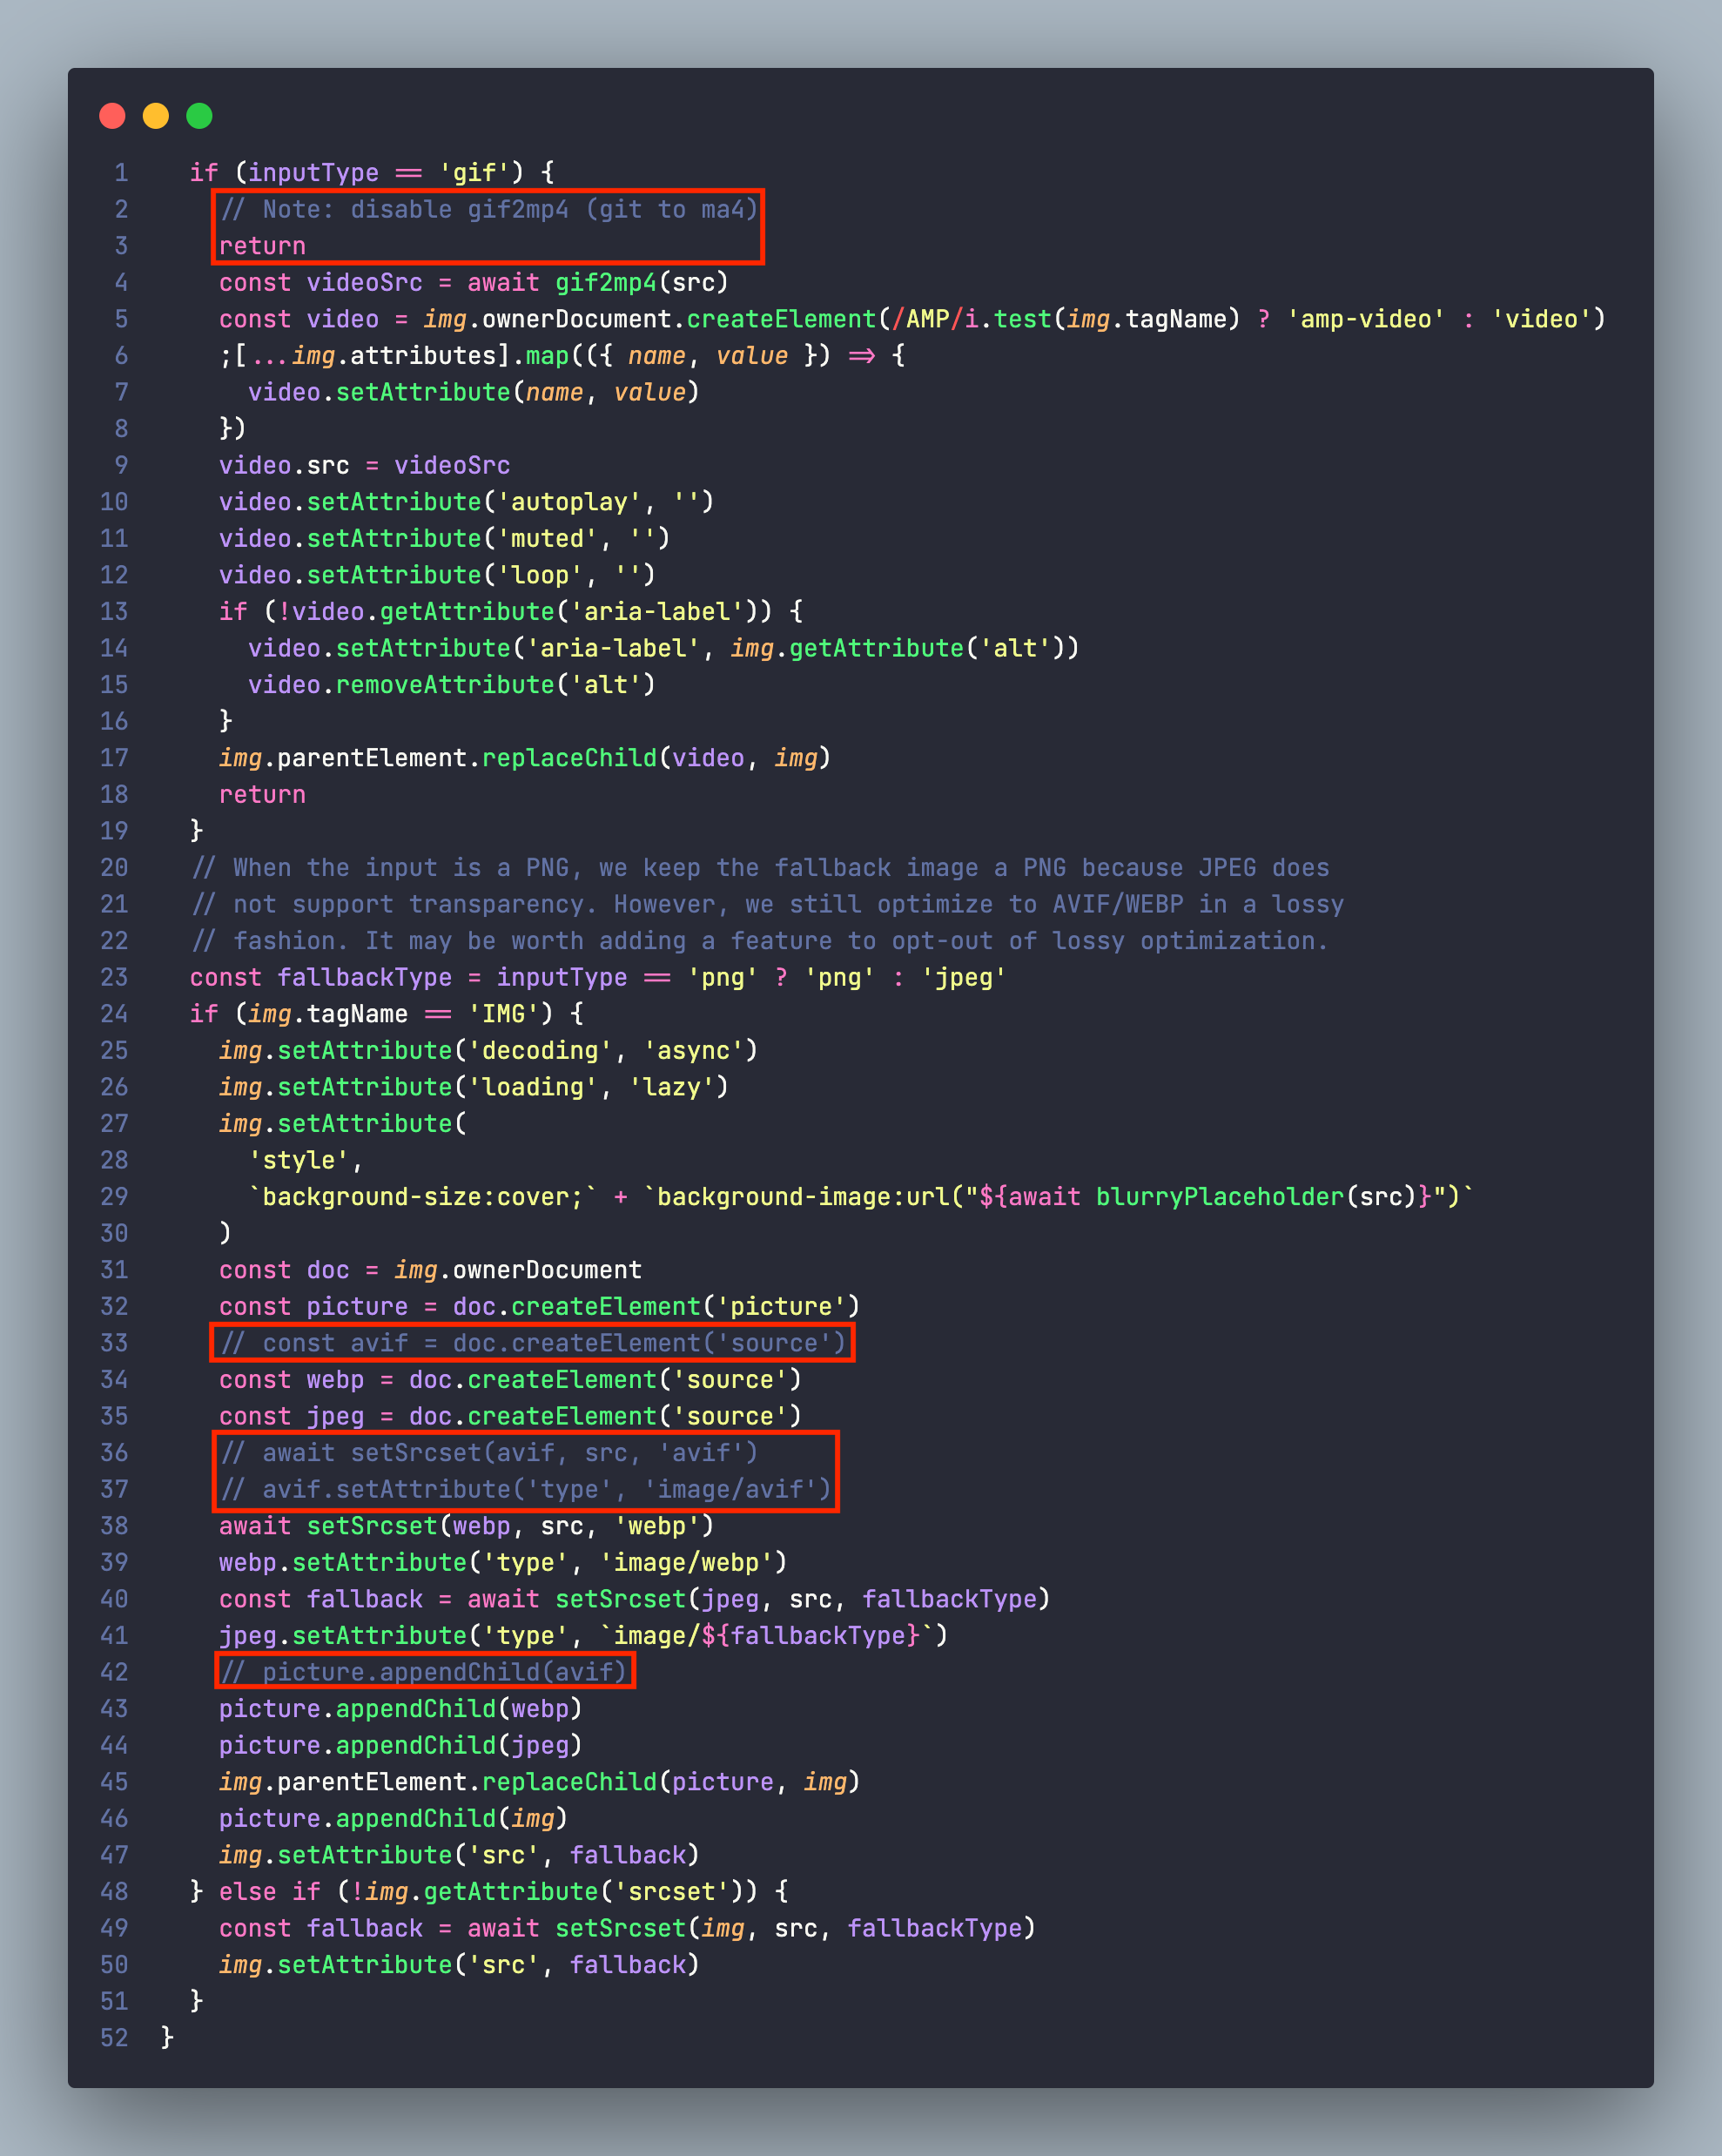 1 if (inputType == 'gif') {
2 // Note: disable gif2mp4 (git to ma4)
3 return
4 const videoSrc = await gif2mp4(src)
5 const video = img.ownerDocument.createElement(/AMP/i.test(img.tagName) ? 'amp-video' : 'video')
6 ;[...img.attributes].map(({ name, value }) => {
7 video.setAttribute(name, value)
8 })
9 video.src = videoSrc
10 video.setAttribute('autoplay', '')
11 video.setAttribute('muted', '')
12 video.setAttribute('loop', '')
13 if (!video.getAttribute('aria-label')) {
14 video.setAttribute('aria-label', img.getAttribute('alt'))
15 video.removeAttribute('alt')
16 }
17 img.parentElement.replaceChild(video, img)
18 return
19 }
20 // When the input is a PNG, we keep the fallback image a PNG because JPEG does
21 // not support transparency. However, we still optimize to AVIF/WEBP in a lossy
22 // fashion. It may be worth adding a feature to opt-out of lossy optimization.
23 const fallbackType = inputType == 'png' ? 'png' : 'jpeg'
24 if (img.tagName == 'IMG') {
25 img.setAttribute('decoding', 'async')
26 img.setAttribute('loading', 'lazy')
27 img.setAttribute(
28 'style',
29 `background-size:cover;` + `background-image:url("${await blurryPlaceholder(src)}")`
30 )
31 const doc = img.ownerDocument
32 const picture = doc.createElement('picture')
33 // const avif = doc.createElement('source')
34 const webp = doc.createElement('source')
35 const jpeg = doc.createElement('source')
36 // await setSrcset(avif, src, 'avif')
37 // avif.setAttribute('type', 'image/avif')
38 await setSrcset(webp, src, 'webp')
39 webp.setAttribute('type', 'image/webp')
40 const fallback = await setSrcset(jpeg, src, fallbackType)
41 jpeg.setAttribute('type', `image/${fallbackType}`)
42 // picture.appendChild(avif)
43 picture.appendChild(webp)
44 picture.appendChild(jpeg)
45 img.parentElement.replaceChild(picture, img)
46 picture.appendChild(img)
47 img.setAttribute('src', fallback)
48 } else if (!img.getAttribute('srcset')) {
49 const fallback = await setSrcset(img, src, fallbackType)
50 img.setAttribute('src', fallback)
51 }
52 }